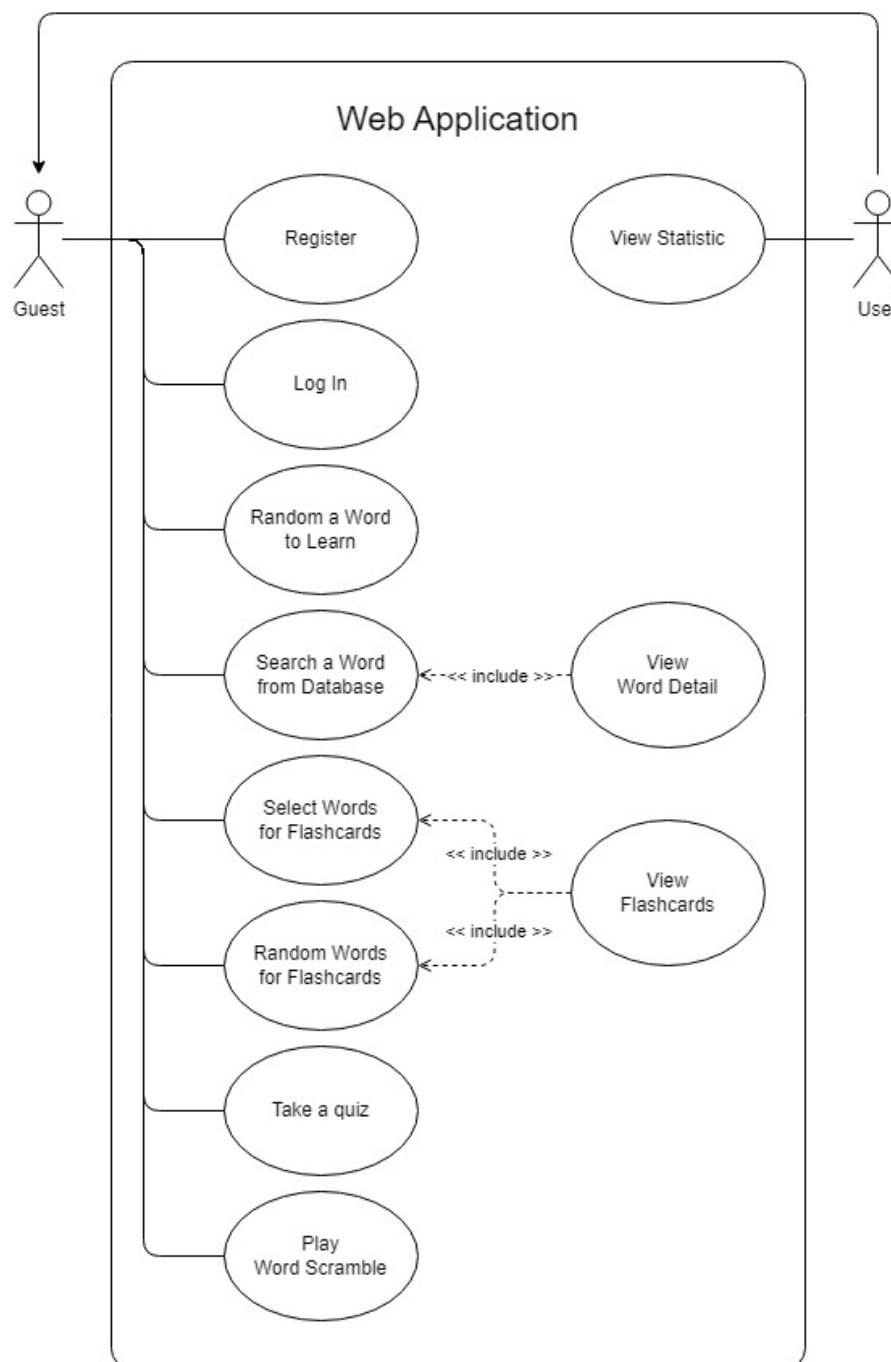 Web Application
Register
View Statistic
Guest
Use
Log In
Random a Word
to Learn
Search a Word
from Database
<< include >>
View
Word Detail
Select Words
for Flashcards
<< include >>
View
Flashcards
<< include >>
Random Words
for Flashcards
Take a quiz
Play
Word Scramble